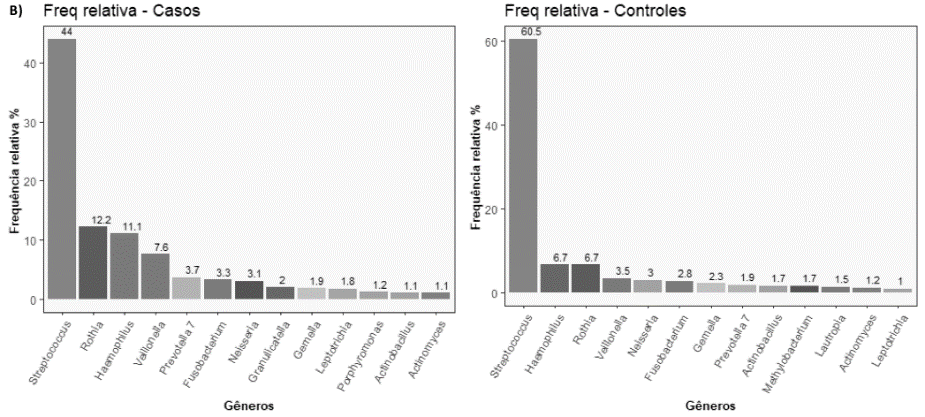 B) Freq relativa - Casos
Frequência relativa %
40
30
20
10
0
44
12.2
11.1
7.6
3.7
3.3
3.1
2
1.9
1.8
1.2
1.1
1.1
Streptococcus
Rothia
Haemophilus
Veillonella
Prevotella 7
Fusobacterium
Neisseria
Granulicatella
Gemella
Leptotrichia
Porphyromonas
Actinobacillus
Actinomyces
Gêneros
Freq relativa - Controles
Frequência relativa %
60
40
20
0
60.5
6.7
6.7
3.5
3
2.8
2.3
1.9
1.7
1.7
1.5
1.2
1
Streptococcus
Haemophilus
Rothia
Veillonella
Neisseria
Fusobacterium
Gemella
Prevotella 7
Actinobacillus
Methylobacterium
Lautropia
Actinomyces
Leptotrichia
Gêneros